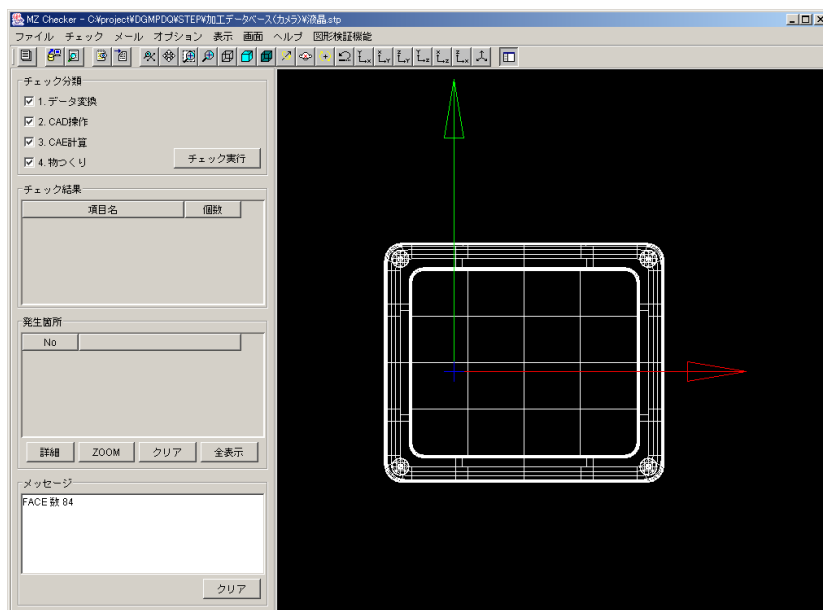 MZ Checker - C:¥project¥DGMPDQ¥STEP¥加工データベース(カメラ)¥液晶.stp
ファイル チェック メール オプション 表示 画面 ヘルプ 図形検証機能
チェック分類
1. データ変換
2. CAD操作
3. CAE計算
4. 物つくり
チェック実行
チェック結果
項目名 個数
発生箇所
No
詳細 ZOOM クリア 全表示
メッセージ
FACE 数 84
クリア